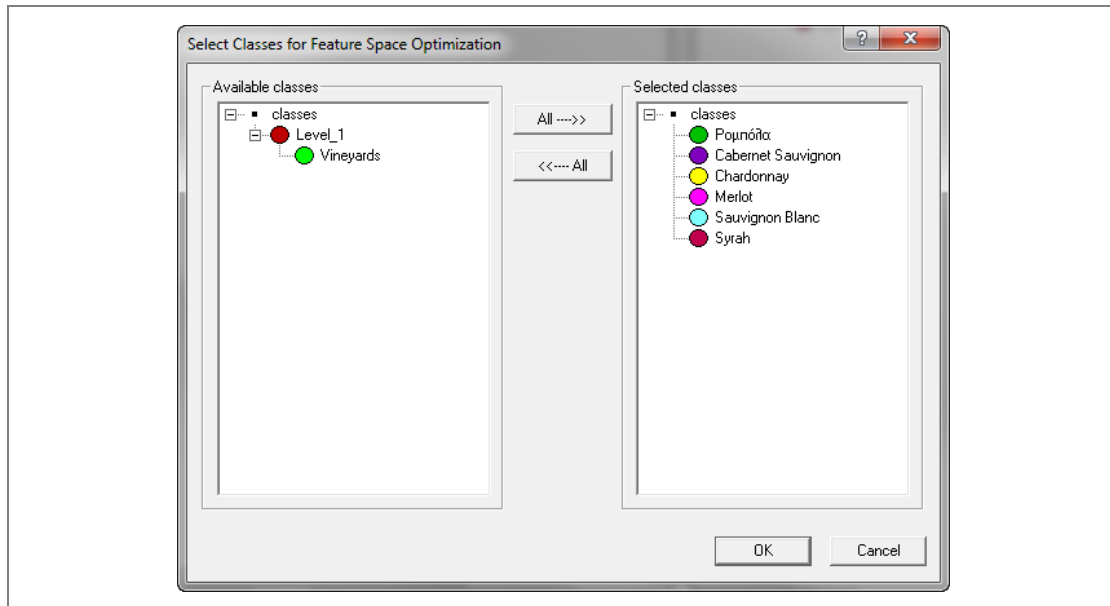 Select Classes for Feature Space Optimization
?
Available classes
classes
Level_1
Vineyards
All ---->>
<<---- All
Selected classes
classes
Ρομπόλα
Cabernet Sauvignon
Chardonnay
Merlot
Sauvignon Blanc
Syrah
OK
Cancel